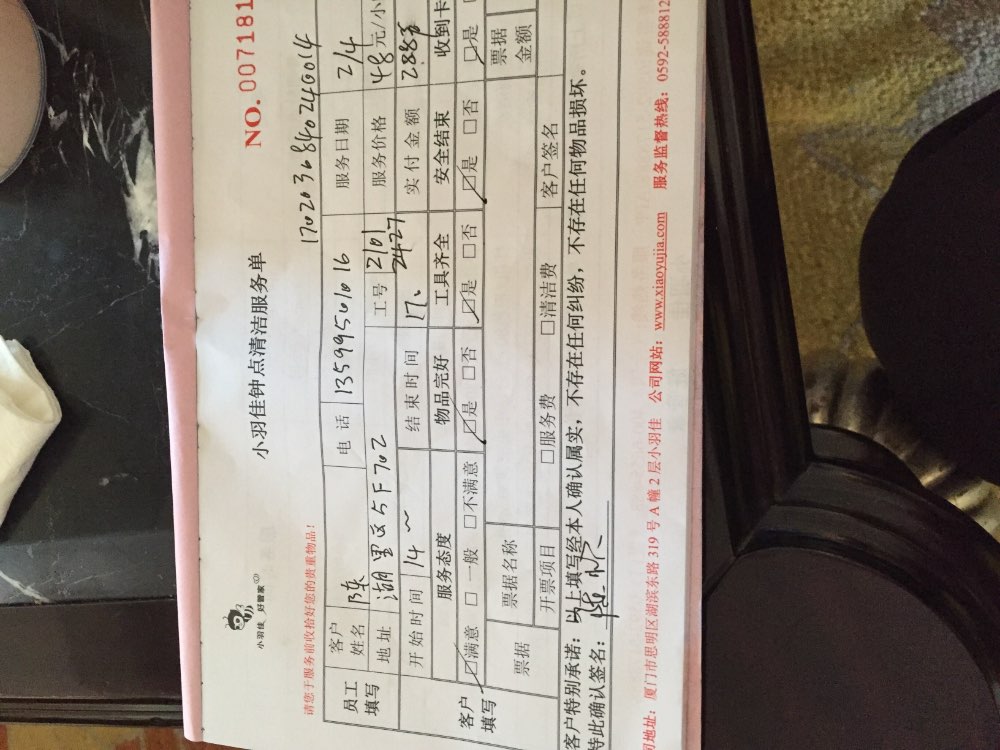 小羽佳 好管家
小羽佳钟点清洁服务单
NO. 007181
请您于服务前收拾好您的贵重物品!
1702036840246014
员工填写 客户姓名 陈 电话 13599501016 服务日期 2/4
地址 湖里区5F702 工号 2101 2427 服务价格 48元/小
开始时间 14~ 结束时间 17、 实付金额 288
客户填写 服务态度 物品完好 工具齐全 安全结束 收到卡
☑满意 □一般 □不满意 ☑是 □否 ☑是 □否 ☑是 □否 ☑是
票据 票据名称 票据金额
开票项目 □服务费 □清洁费 客户签名
客户特别承诺:以上填写经本人确认属实,不存在任何纠纷,不存在任何物品损坏。
特此确认签名:
司地址:厦门市思明区湖滨东路 319 号 A 幢 2 层小羽佳 公司网站:www.xiaoyujia.com 服务监督热线:0592-5888812